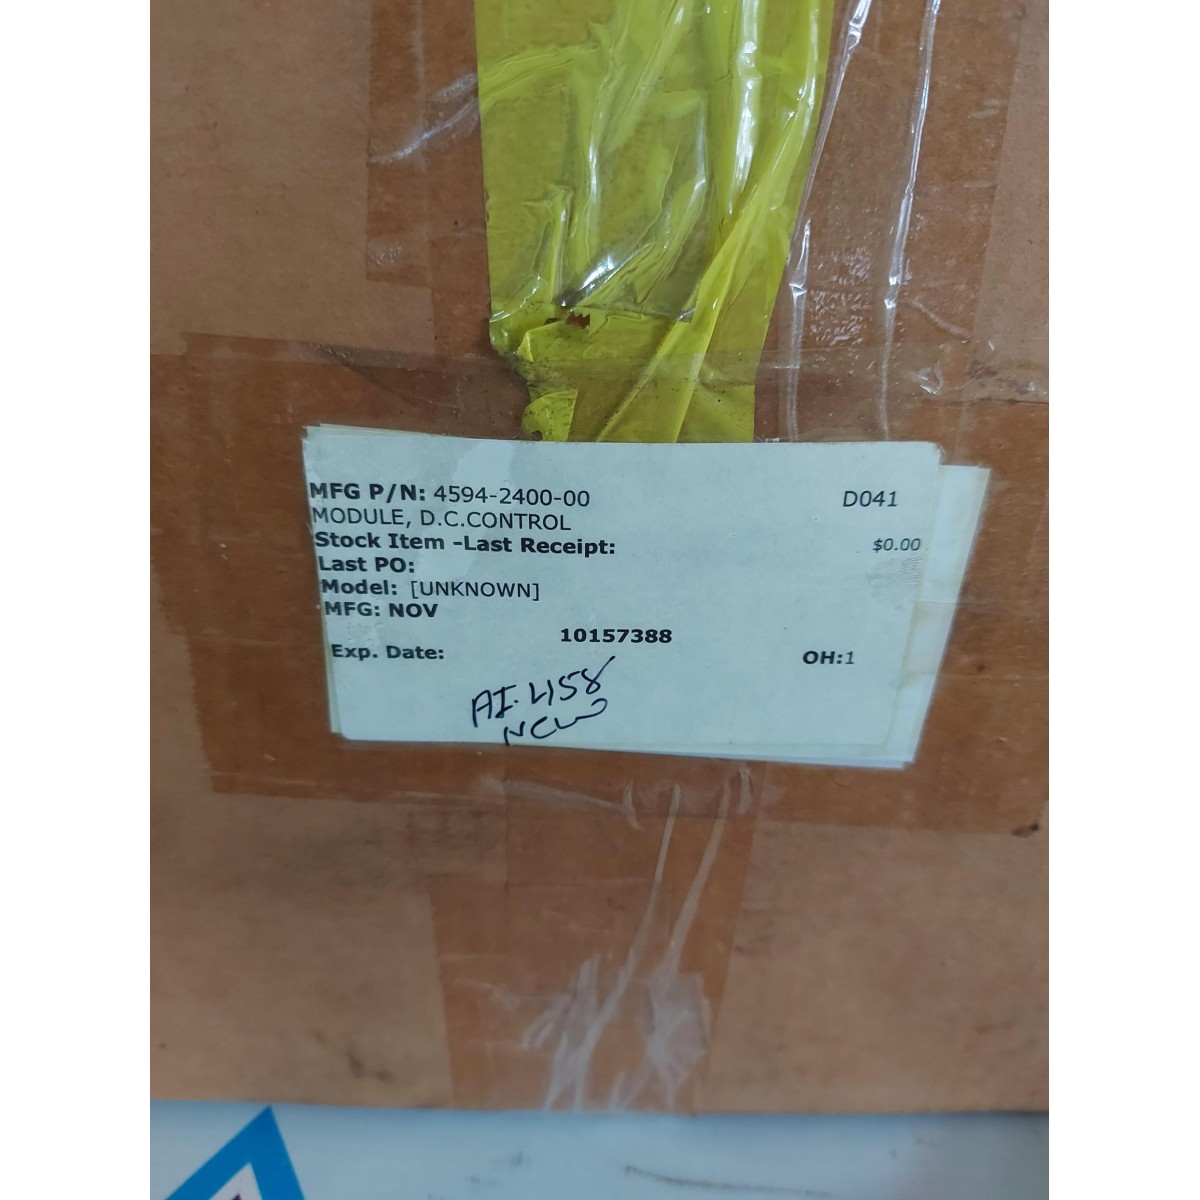 MFG P/N: 4594-2400-00 D041
MODULE, D.C.CONTROL
Stock Item -Last Receipt: $0.00
Last PO:
Model: [UNKNOWN]
MFG: NOV
10157388
Exp. Date: OH:1
AI. 4158
NEW